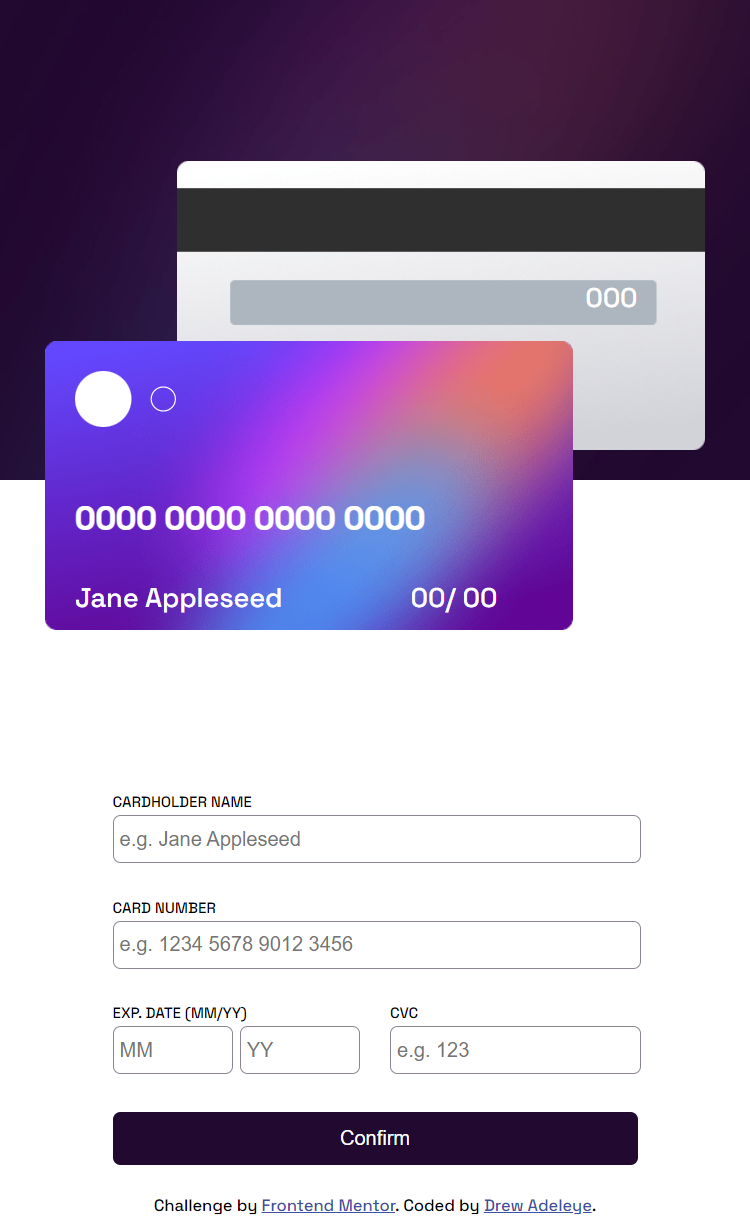 000
0000 0000 0000 0000
Jane Appleseed 00/ 00
CARDHOLDER NAME
e.g. Jane Appleseed
CARD NUMBER
e.g. 1234 5678 9012 3456
EXP. DATE (MM/YY) CVC
MM YY e.g. 123
Confirm
Challenge by Frontend Mentor. Coded by Drew Adeleye.